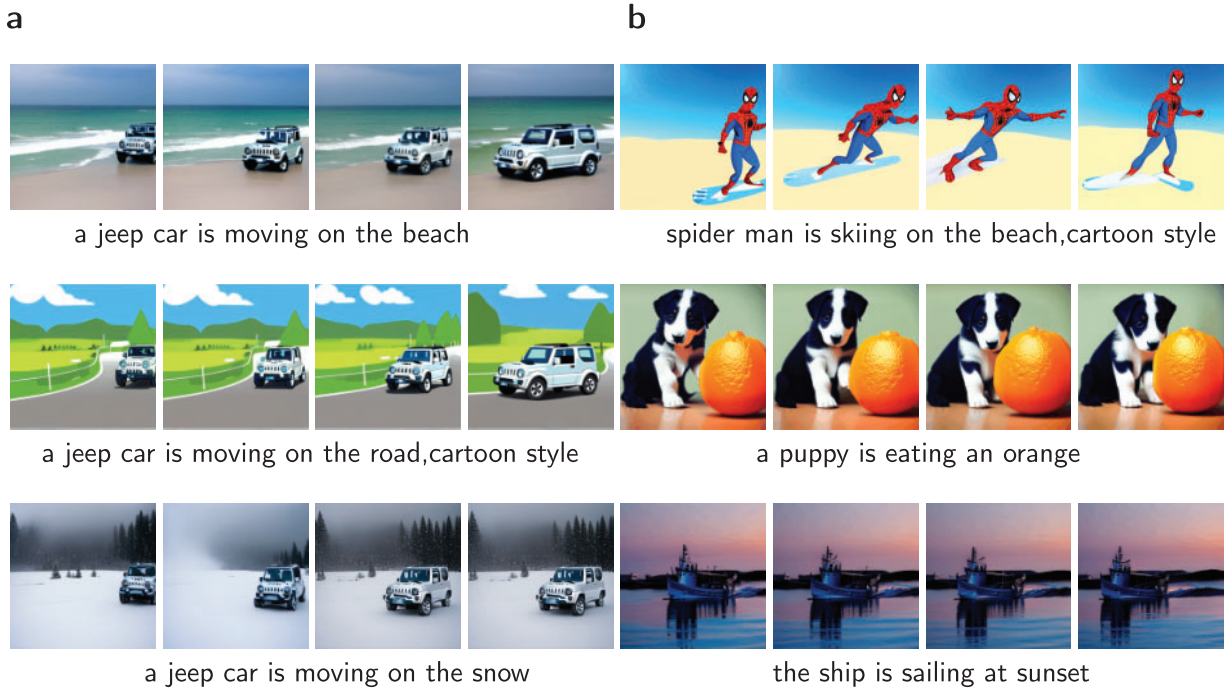 a
b
a jeep car is moving on the beach
spider man is skiing on the beach,cartoon style
a jeep car is moving on the road,cartoon style
a puppy is eating an orange
a jeep car is moving on the snow
the ship is sailing at sunset